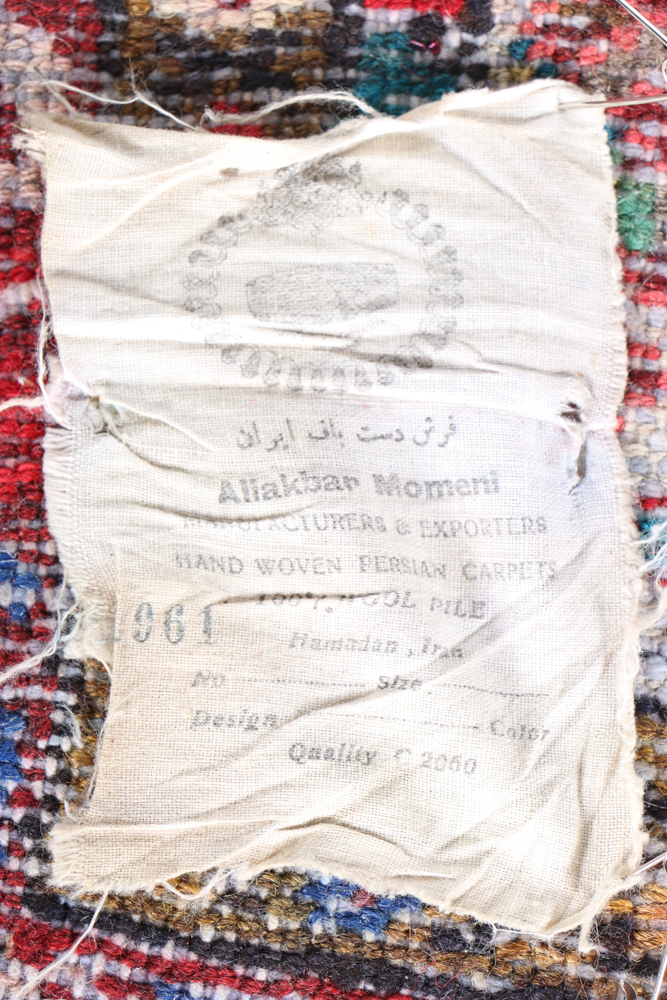 فرش دست باف ایران
Aliakbar Momeni
MANUFACTURERS & EXPORTERS
HAND WOVEN PERSIAN CARPETS
100% WOOL PILE
1961
Hamadan, Iran
No Size
Design Color
Quality C 2060